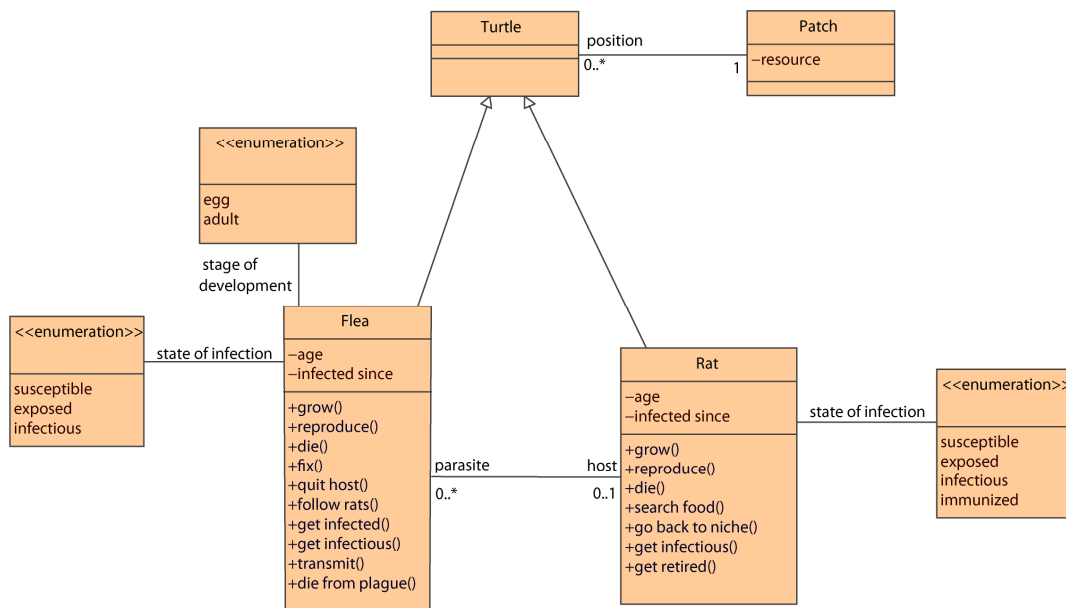 Turtle
position
0..*
1
Patch
−resource
<<enumeration>>
egg
adult
stage of
development
<<enumeration>>
susceptible
exposed
infectious
state of infection
Flea
−age
−infected since
+grow()
+reproduce()
+die()
+fix()
+quit host()
+follow rats()
+get infected()
+get infectious()
+transmit()
+die from plague()
parasite
0..*
host
0..1
Rat
−age
−infected since
+grow()
+reproduce()
+die()
+search food()
+go back to niche()
+get infectious()
+get retired()
state of infection
<<enumeration>>
susceptible
exposed
infectious
immunized